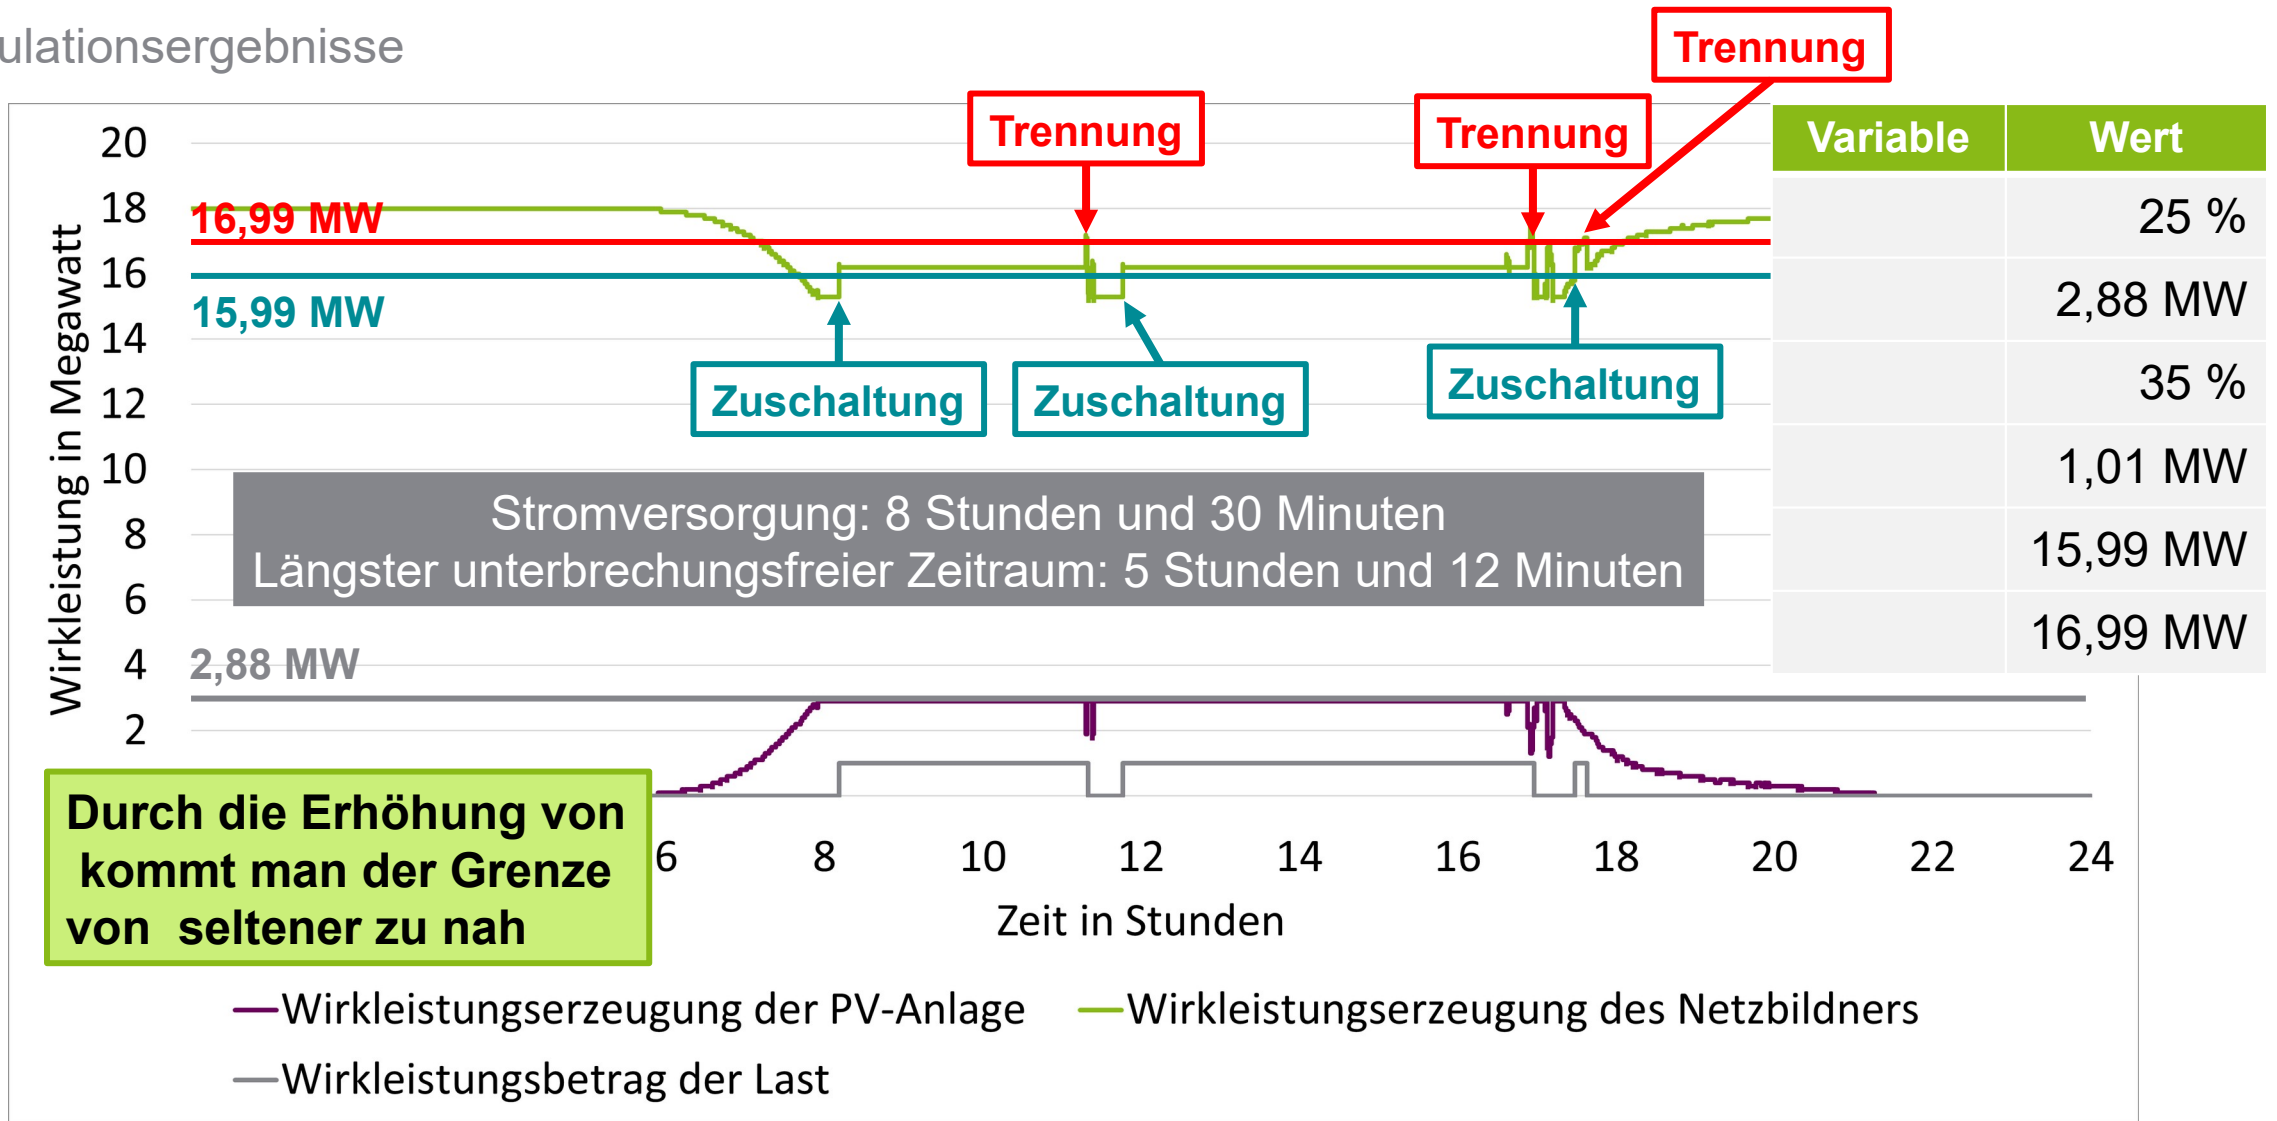 ulationsergebnisse
Trennung
Trennung
Trennung
Variable Wert
25 %
2,88 MW
35 %
1,01 MW
15,99 MW
16,99 MW
Wirkleistung in Megawatt
20
18
16
14
12
10
8
6
4
2
16,99 MW
15,99 MW
Zuschaltung
Zuschaltung
Zuschaltung
Stromversorgung: 8 Stunden und 30 Minuten
Längster unterbrechungsfreier Zeitraum: 5 Stunden und 12 Minuten
2,88 MW
Durch die Erhöhung von
kommt man der Grenze
von seltener zu nah
6 8 10 12 14 16 18 20 22 24
Zeit in Stunden
Wirkleistungserzeugung der PV-Anlage
Wirkleistungserzeugung des Netzbildners
Wirkleistungsbetrag der Last